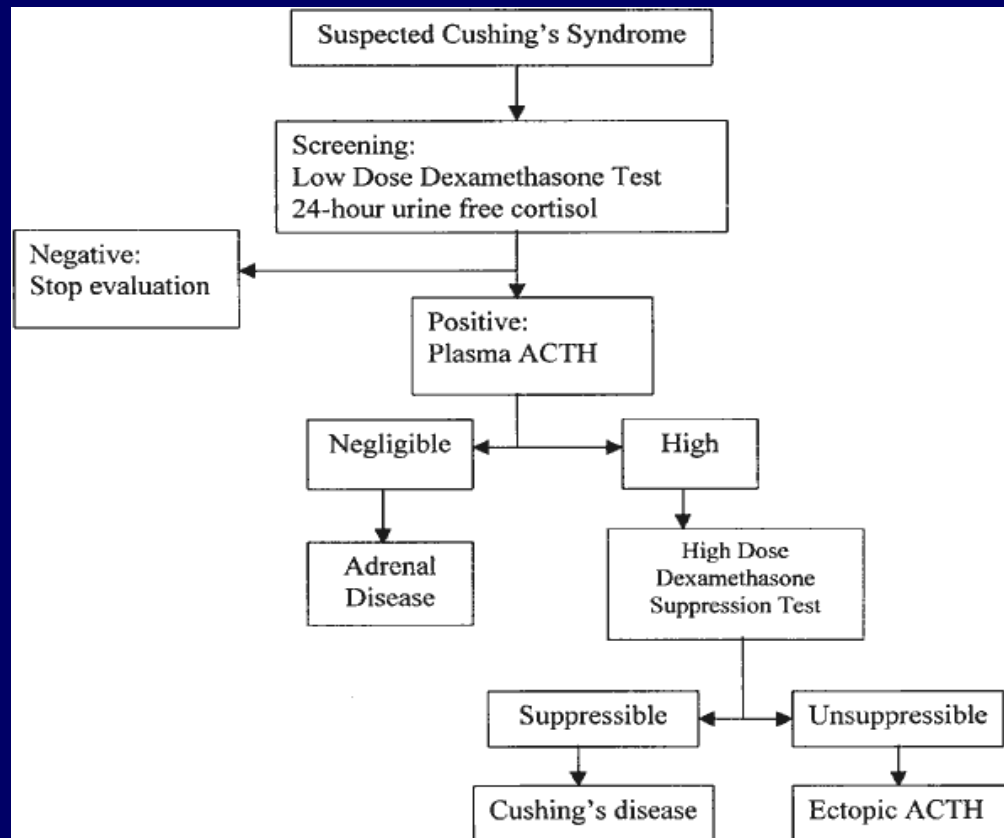 Suspected Cushing's Syndrome
Screening:
Low Dose Dexamethasone Test
24-hour urine free cortisol
Negative:
Stop evaluation
Positive:
Plasma ACTH
Negligible
High
Adrenal
Disease
High Dose
Dexamethasone
Suppression Test
Suppressible
Unsuppressible
Cushing's disease
Ectopic ACTH